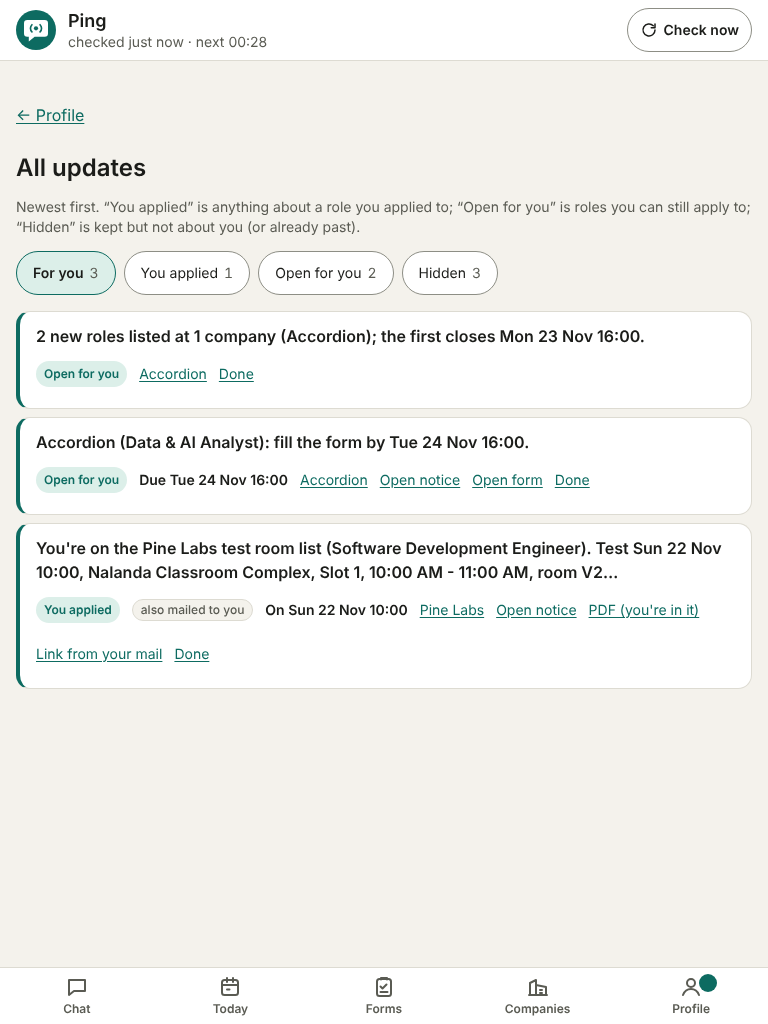 Ping
checked just now · next 00:28
Check now
← Profile
All updates
Newest first. “You applied” is anything about a role you applied to; “Open for you” is roles you can still apply to;
“Hidden” is kept but not about you (or already past).
For you 3
You applied 1
Open for you 2
Hidden 3
2 new roles listed at 1 company (Accordion); the first closes Mon 23 Nov 16:00.
Open for you Accordion Done
Accordion (Data & AI Analyst): fill the form by Tue 24 Nov 16:00.
Open for you Due Tue 24 Nov 16:00 Accordion Open notice Open form Done
You're on the Pine Labs test room list (Software Development Engineer). Test Sun 22 Nov
10:00, Nalanda Classroom Complex, Slot 1, 10:00 AM - 11:00 AM, room V2…
You applied also mailed to you On Sun 22 Nov 10:00 Pine Labs Open notice PDF (you're in it)
Link from your mail Done
Chat
Today
Forms
Companies
Profile